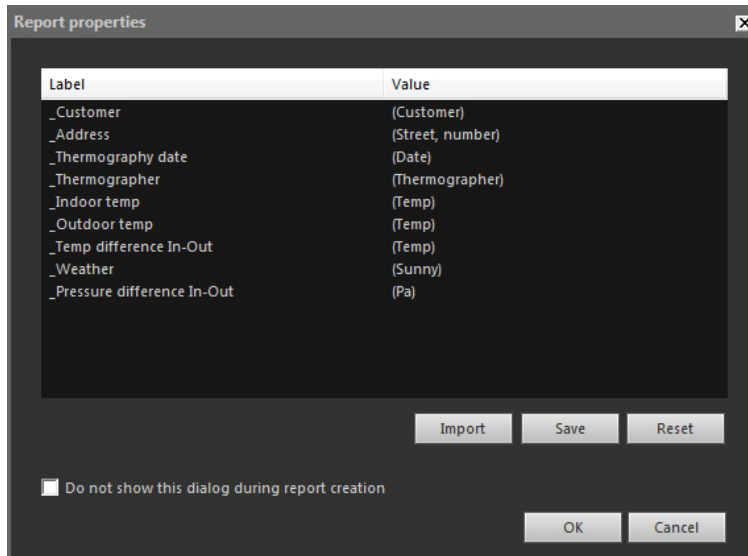 Report properties
Label Value
_Customer (Customer)
_Address (Street, number)
_Thermography date (Date)
_Thermographer (Thermographer)
_Indoor temp (Temp)
_Outdoor temp (Temp)
_Temp difference In-Out (Temp)
_Weather (Sunny)
_Pressure difference In-Out (Pa)
Import Save Reset
Do not show this dialog during report creation
OK Cancel